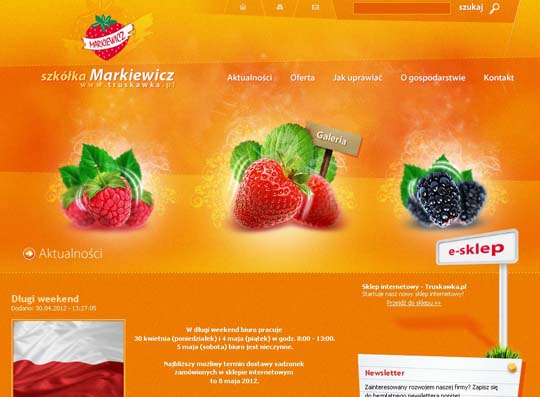 szukaj
MARKIEWICZ
szkółka Markiewicz
www.truskawka.pl
Aktualności Oferta Jak uprawiać O gospodarstwie Kontakt
Galeria
e-sklep
Aktualności
Sklep internetowy - Truskawka.pl
Startuje nasz nowy sklep internetowy!
Przejdź do sklepu >>
Długi weekend
Dodano: 30.04.2012 - 13:27:05
W długi weekend biuro pracuje
30 kwietnia (poniedziałek) i 4 maja (piątek) w godz. 8:00 - 13:00.
5 maja (sobota) biuro jest nieczynne.
Najbliższy możliwy termin dostawy sadzonek
zamówionych w sklepie internetowym
to 8 maja 2012.
Newsletter
Zainteresowany rozwojem naszej firmy? Zapisz się
do bezpłatnego newslettera poniżej